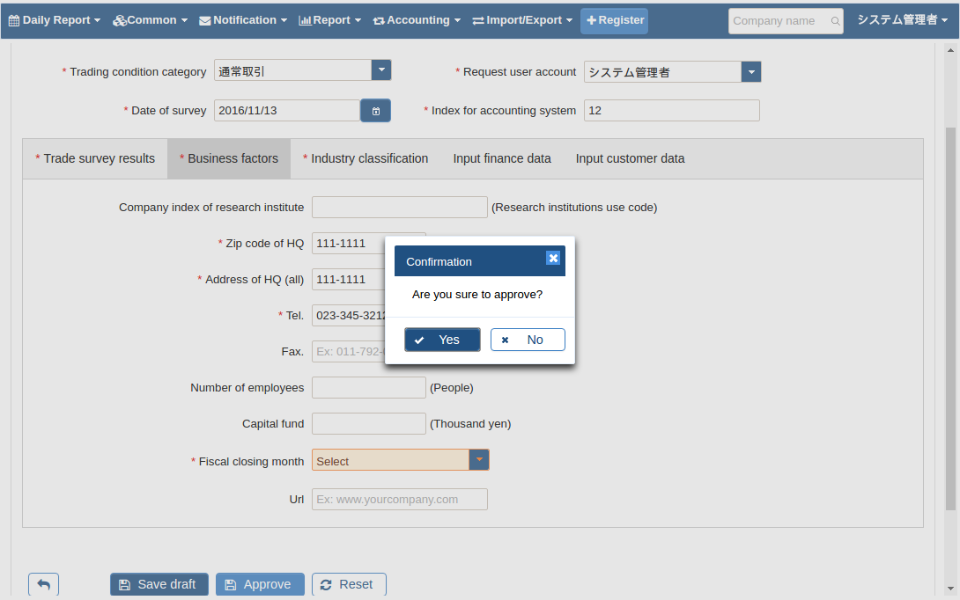 Daily Report Common Notification Report Accounting Import/Export Register Company name システム管理者
* Trading condition category 通常取引 * Request user account システム管理者
* Date of survey 2016/11/13 * Index for accounting system 12
* Trade survey results * Business factors * Industry classification Input finance data Input customer data
Company index of research institute (Research institutions use code)
* Zip code of HQ 111-1111
* Address of HQ (all) 111-1111
* Tel. 023-345-3212
Fax. Ex: 011-792-
Number of employees (People)
Capital fund (Thousand yen)
* Fiscal closing month Select
Url Ex: www.yourcompany.com
Confirmation
Are you sure to approve?
Yes No
Save draft Approve Reset